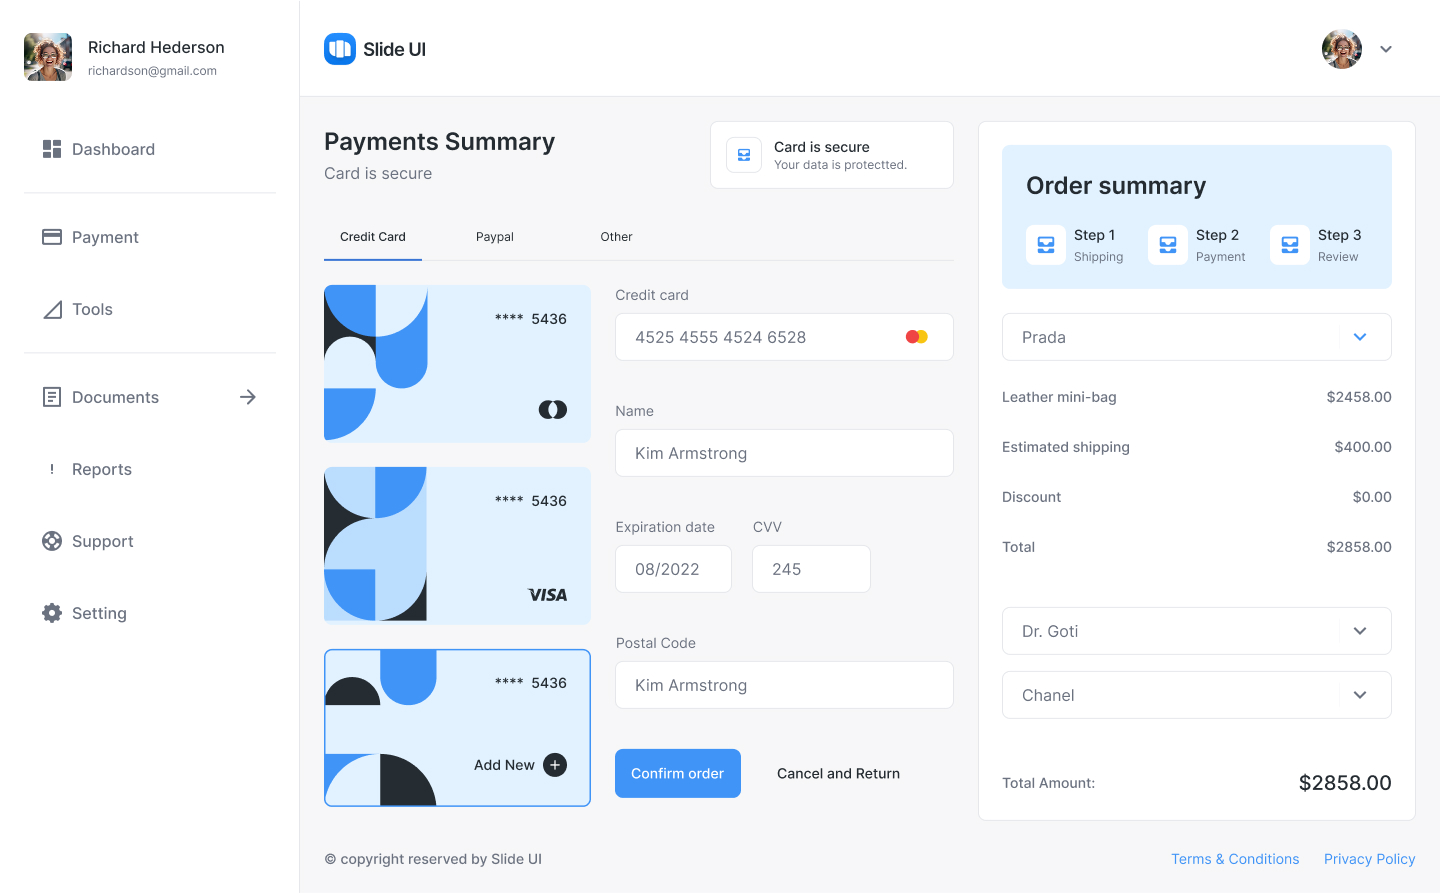 Richard Hederson
richardson@gmail.com
Dashboard
Payment
Tools
Documents
Reports
Support
Setting
Slide UI
Payments Summary
Card is secure
Card is secure
Your data is protectted.
Credit Card
Paypal
Other
**** 5436
**** 5436
VISA
**** 5436
Add New
Credit card
4525 4555 4524 6528
Name
Kim Armstrong
Expiration date
CVV
08/2022
245
Postal Code
Kim Armstrong
Confirm order
Cancel and Return
Order summary
Step 1
Shipping
Step 2
Payment
Step 3
Review
Prada
Leather mini-bag $2458.00
Estimated shipping $400.00
Discount $0.00
Total $2858.00
Dr. Goti
Chanel
Total Amount: $2858.00
© copyright reserved by Slide UI
Terms & Conditions
Privacy Policy